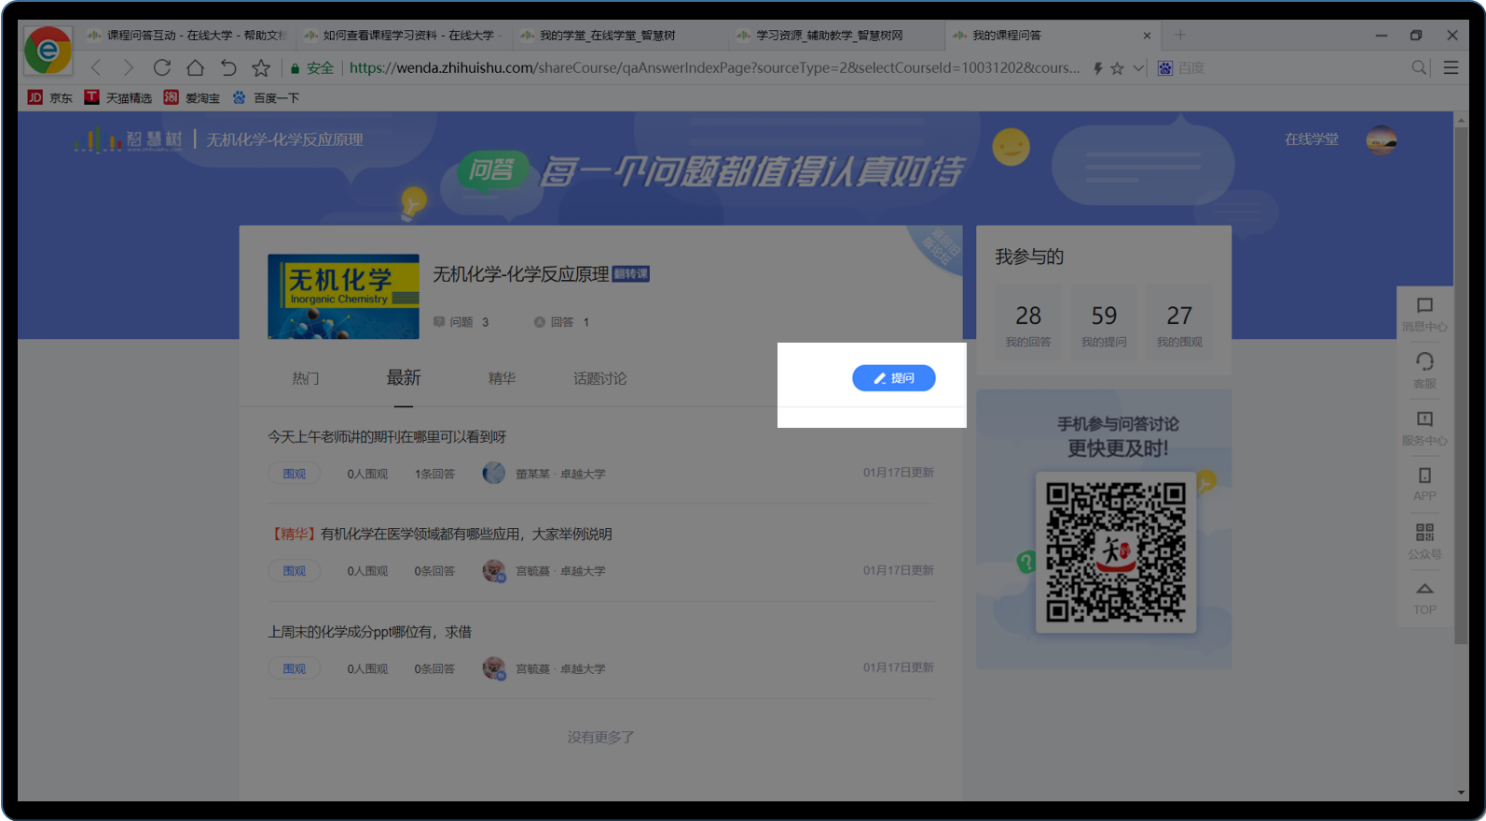 课程问答互动 - 在线大学 - 帮助文档
如何查看课程学习资料 - 在线大学 -
我的学堂_在线学堂_智慧树
学习资源_辅助教学_智慧树网
我的课程问答
安全
https://wenda.zhihuishu.com/shareCourse/qaAnswerIndexPage?sourceType=2&selectCourseId=10031202&cours...
百度
JD 京东
T 天猫精选
淘 爱淘宝
百度一下
智慧树
无机化学-化学反应原理
问答 每一个问题都值得认真对待
在线学堂
无机化学
Inorganic Chemistry
无机化学-化学反应原理 翻转课
问题 3
回答 1
热门
最新
精华
话题讨论
提问
今天上午老师讲的期刊在哪里可以看到呀
围观
0人围观
1条回答
董某某 · 卓越大学
01月17日更新
【精华】有机化学在医学领域都有哪些应用，大家举例说明
围观
0人围观
0条回答
宫毓蔓 · 卓越大学
01月17日更新
上周末的化学成分ppt哪位有，求借
围观
0人围观
0条回答
宫毓蔓 · 卓越大学
01月17日更新
没有更多了
我参与的
28
59
27
我的回答
我的提问
我的围观
手机参与问答讨论
更快更及时!
知
消息中心
客服
服务中心
APP
公众号
TOP